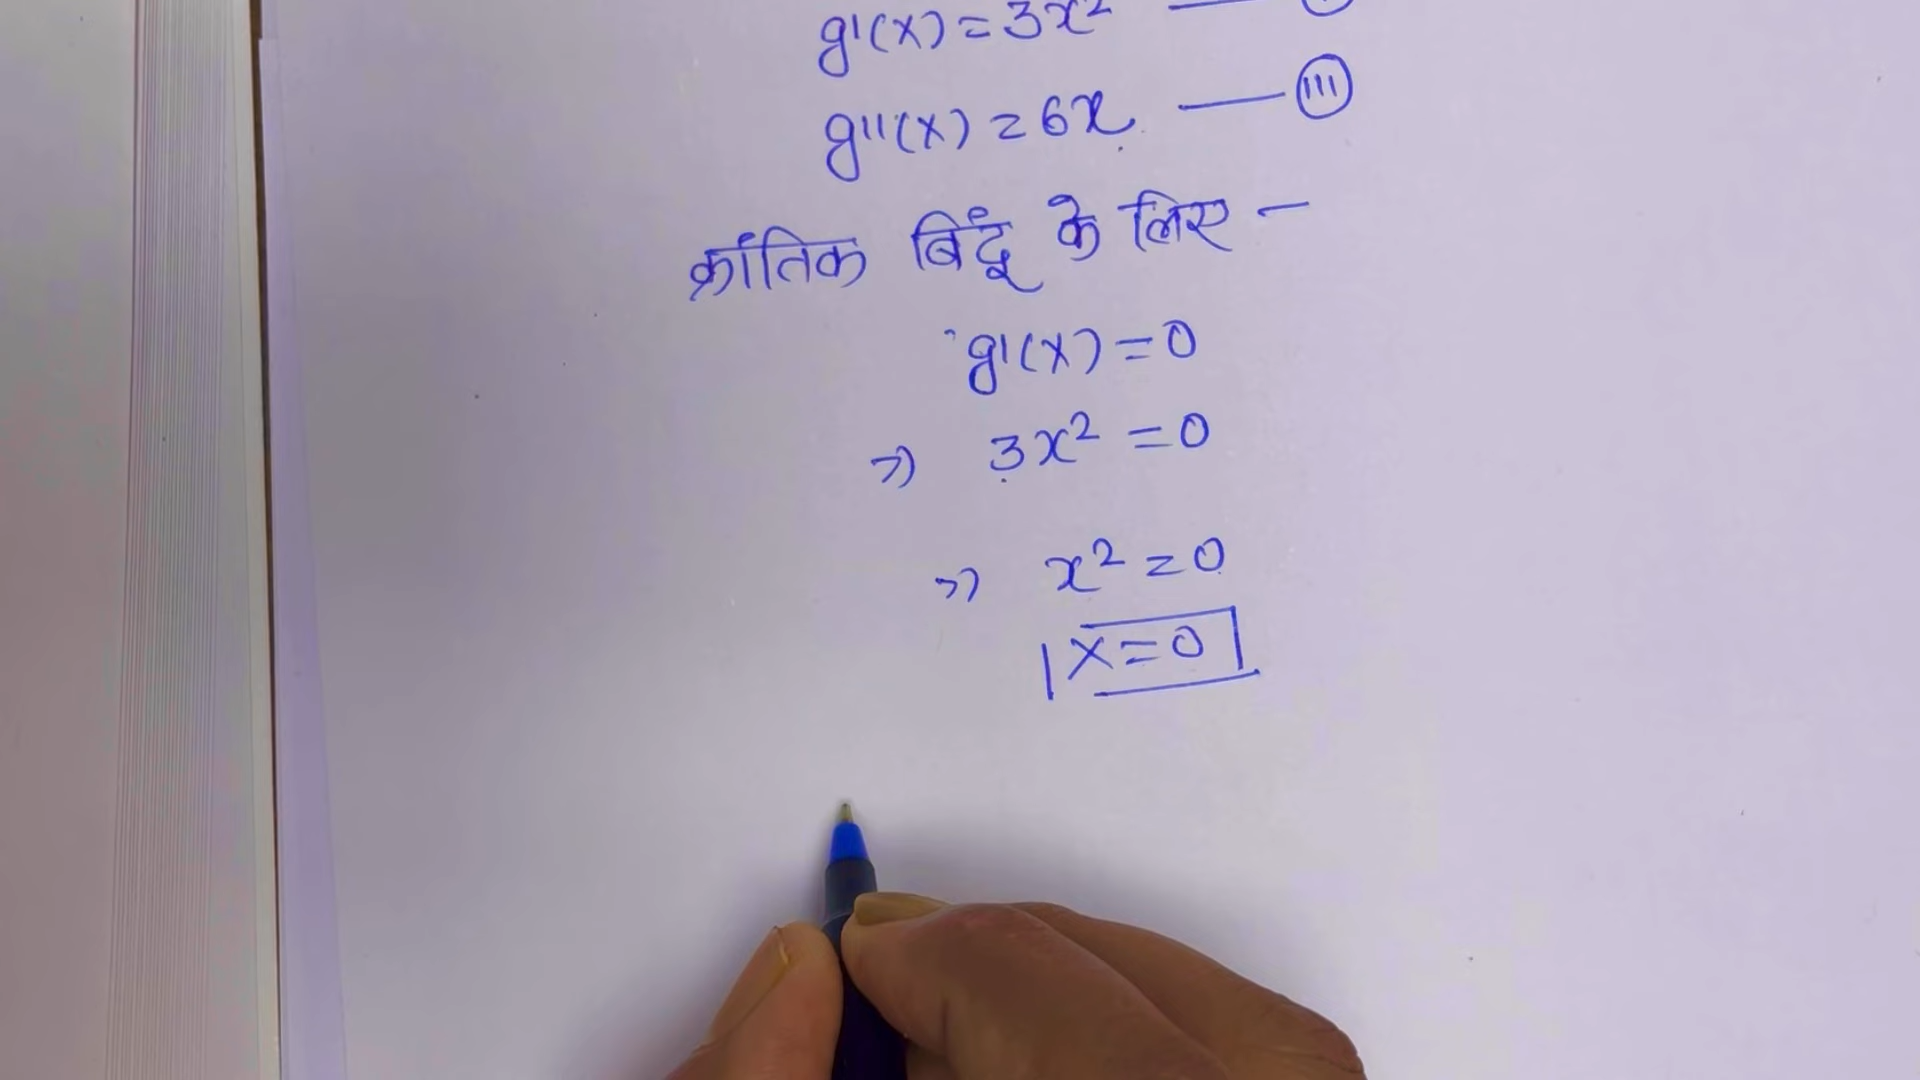 g'(x) = 3x²
g''(x) = 6x. —— (III)
क्रांतिक बिंदू के लिए –
g'(x) = 0
⇒ 3x² = 0
⇒ x² = 0
x = 0